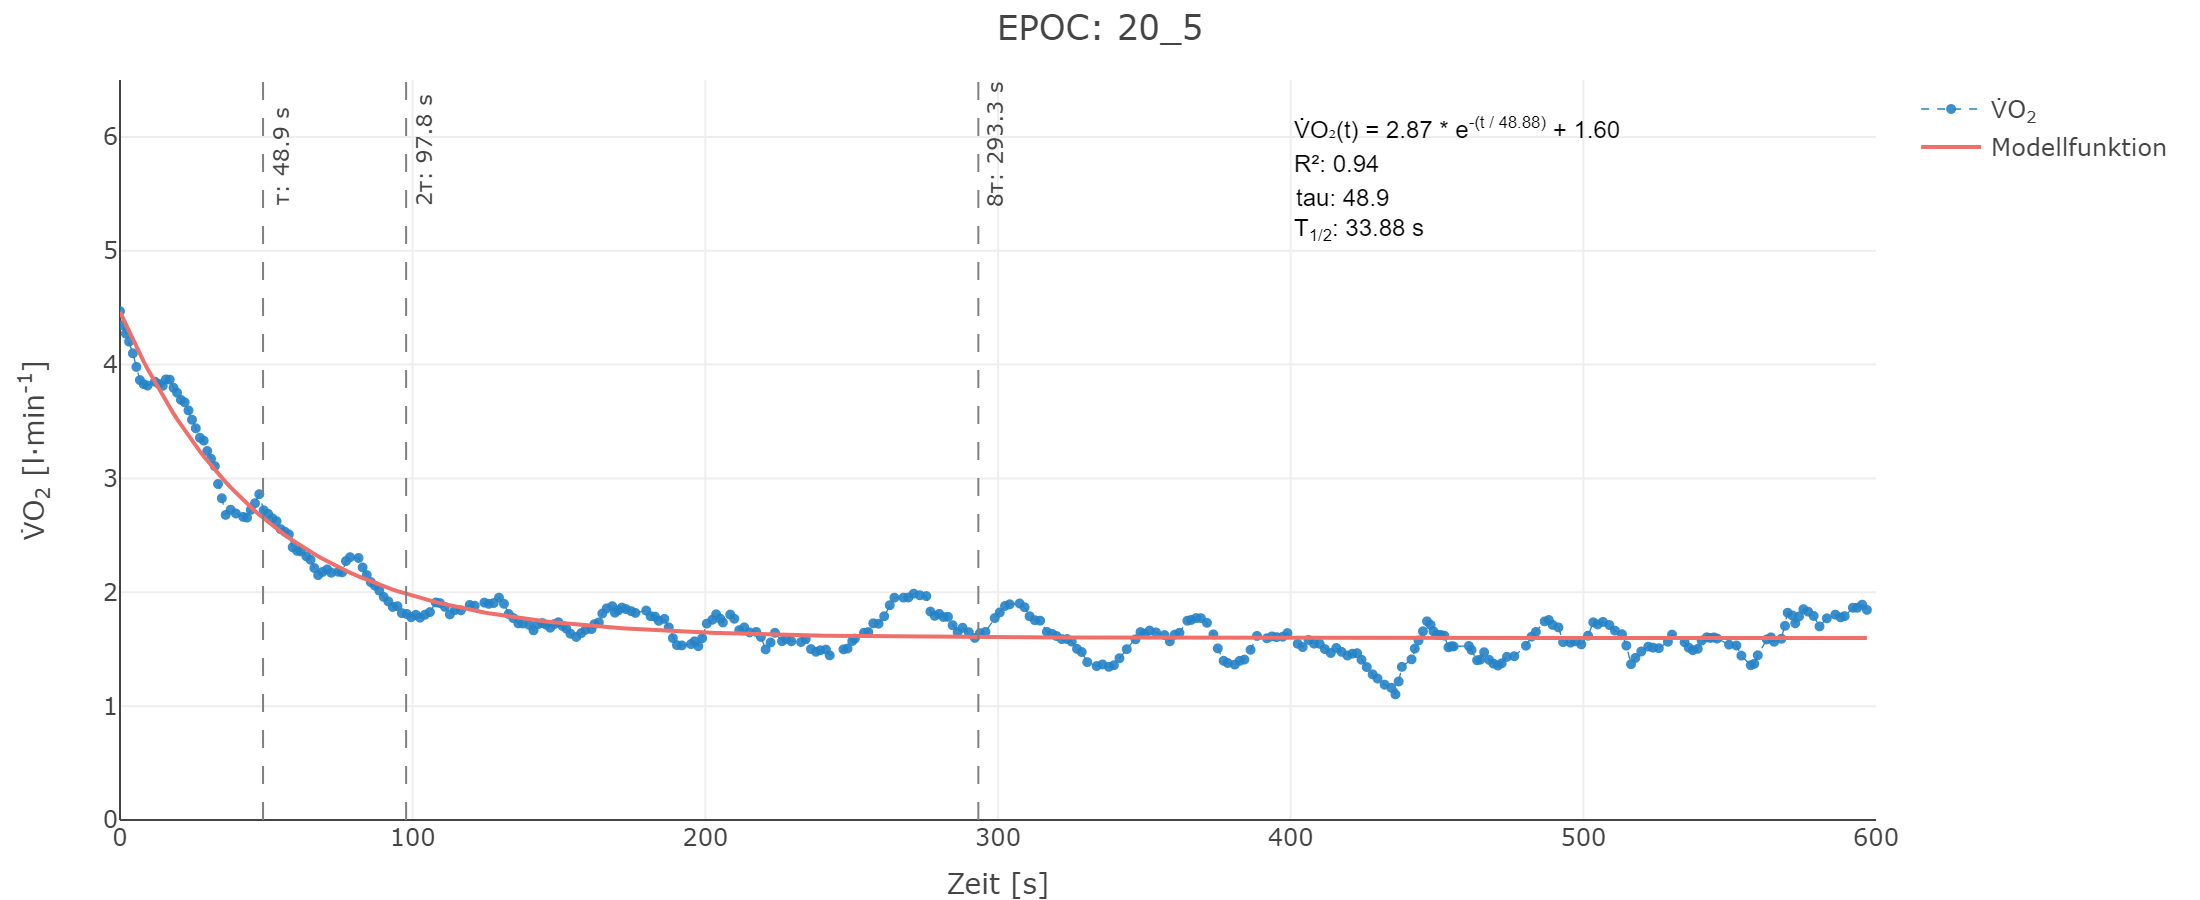 EPOC: 20_5
τ: 48.9 s
2τ: 97.8 s
8τ: 293.3 s
V̇O₂(t) = 2.87 * e^-(t / 48.88) + 1.60
R²: 0.94
tau: 48.9
T1/2: 33.88 s
V̇O₂
Modellfunktion
V̇O₂ [l·min⁻¹]
6
5
4
3
2
1
0
0 100 200 300 400 500 600
Zeit [s]